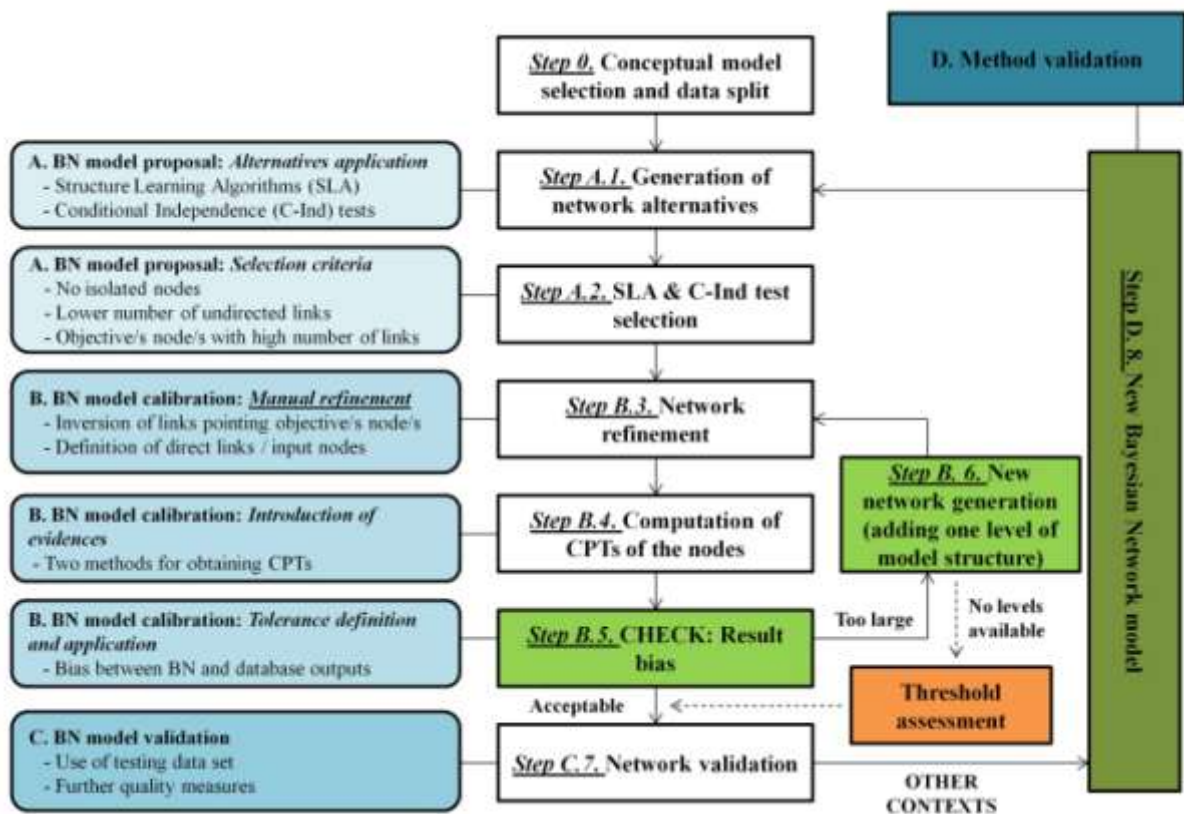 Step 0. Conceptual model
selection and data split
D. Method validation
A. BN model proposal: Alternatives application
- Structure Learning Algorithms (SLA)
- Conditional Independence (C-Ind) tests
Step A.1. Generation of
network alternatives
A. BN model proposal: Selection criteria
- No isolated nodes
- Lower number of undirected links
- Objective/s node/s with high number of links
Step A.2. SLA & C-Ind test
selection
B. BN model calibration: Manual refinement
- Inversion of links pointing objective/s node/s
- Definition of direct links / input nodes
Step B.3. Network
refinement
Step B. 6. New
network generation
(adding one level of
model structure)
B. BN model calibration: Introduction of
evidences
- Two methods for obtaining CPTs
Step B.4. Computation of
CPTs of the nodes
B. BN model calibration: Tolerance definition
and application
- Bias between BN and database outputs
Step B.5. CHECK: Result
bias
Too large
No levels
available
Acceptable
Threshold
assessment
C. BN model validation
- Use of testing data set
- Further quality measures
Step C.7. Network validation
OTHER
CONTEXTS
Step D. 8. New Bayesian Network model